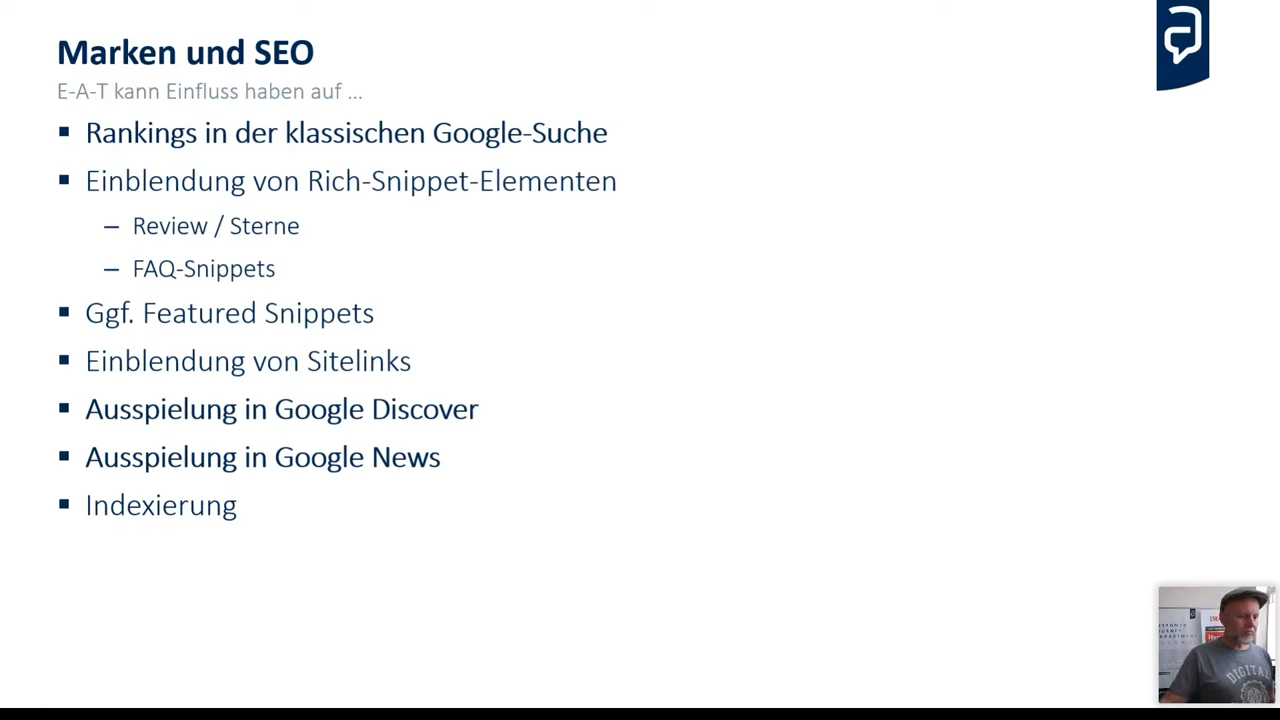 Marken und SEO
E-A-T kann Einfluss haben auf ...
▪ Rankings in der klassischen Google-Suche
▪ Einblendung von Rich-Snippet-Elementen
– Review / Sterne
– FAQ-Snippets
▪ Ggf. Featured Snippets
▪ Einblendung von Sitelinks
▪ Ausspielung in Google Discover
▪ Ausspielung in Google News
▪ Indexierung
DIGITAL